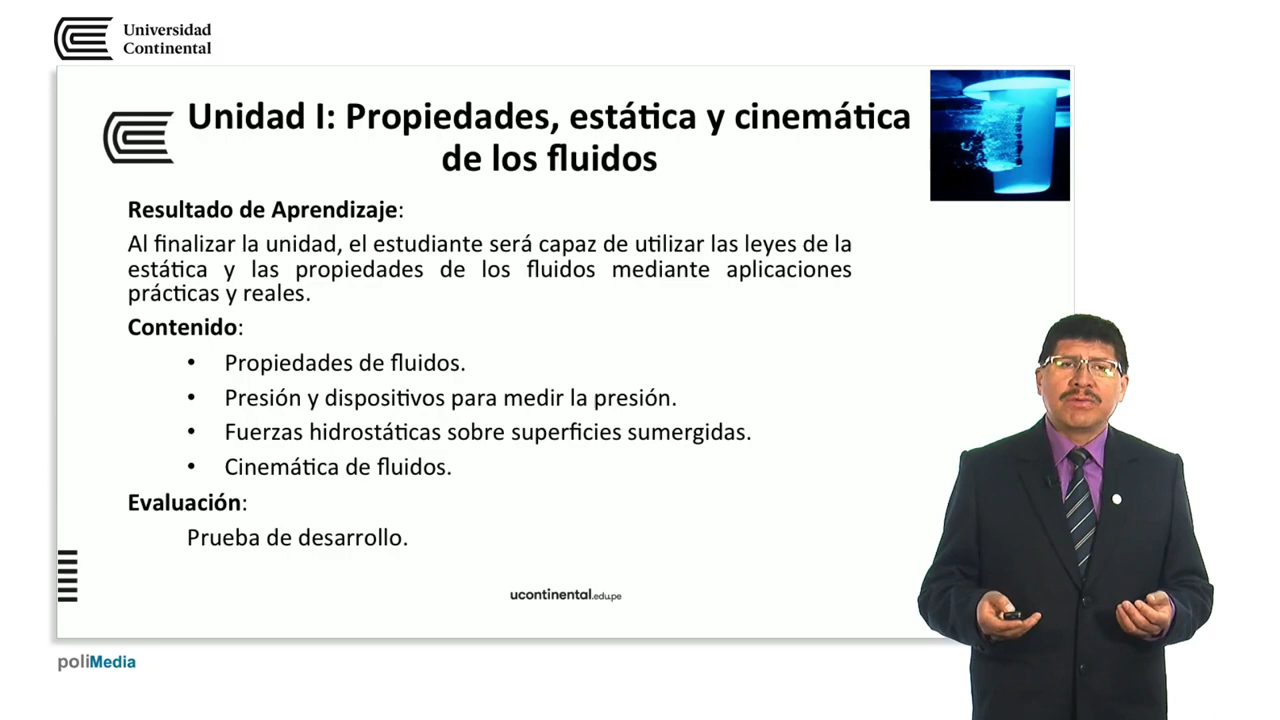 Universidad
Continental
Unidad I: Propiedades, estática y cinemática
de los fluidos
Resultado de Aprendizaje:
Al finalizar la unidad, el estudiante será capaz de utilizar las leyes de la
estática y las propiedades de los fluidos mediante aplicaciones
prácticas y reales.
Contenido:
• Propiedades de fluidos.
• Presión y dispositivos para medir la presión.
• Fuerzas hidrostáticas sobre superficies sumergidas.
• Cinemática de fluidos.
Evaluación:
Prueba de desarrollo.
ucontinental.edu.pe
poliMedia